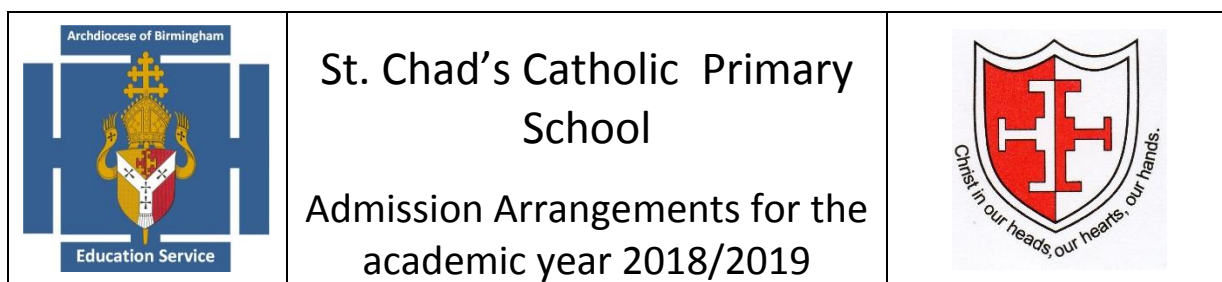 Archdiocese of Birmingham
Education Service
St. Chad’s Catholic Primary
School
Admission Arrangements for the
academic year 2018/2019
Christ in our heads, our hearts, our hands.